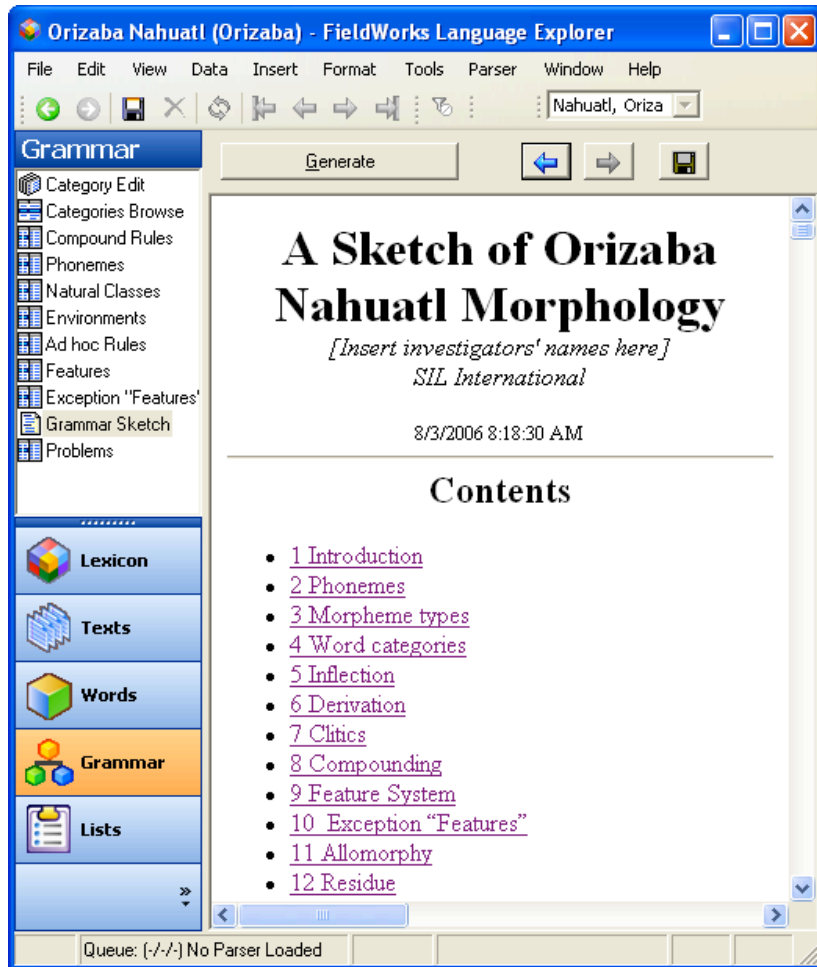 Orizaba Nahuatl (Orizaba) - FieldWorks Language Explorer
File Edit View Data Insert Format Tools Parser Window Help
Nahuatl, Oriza
Grammar
Category Edit
Categories Browse
Compound Rules
Phonemes
Natural Classes
Environments
Ad hoc Rules
Features
Exception "Features"
Grammar Sketch
Problems
Lexicon
Texts
Words
Grammar
Lists
»
Generate
A Sketch of Orizaba
Nahuatl Morphology
[Insert investigators' names here]
SIL International
8/3/2006 8:18:30 AM
Contents
• 1 Introduction
• 2 Phonemes
• 3 Morpheme types
• 4 Word categories
• 5 Inflection
• 6 Derivation
• 7 Clitics
• 8 Compounding
• 9 Feature System
• 10 Exception “Features”
• 11 Allomorphy
• 12 Residue
Queue: (-/-/-) No Parser Loaded